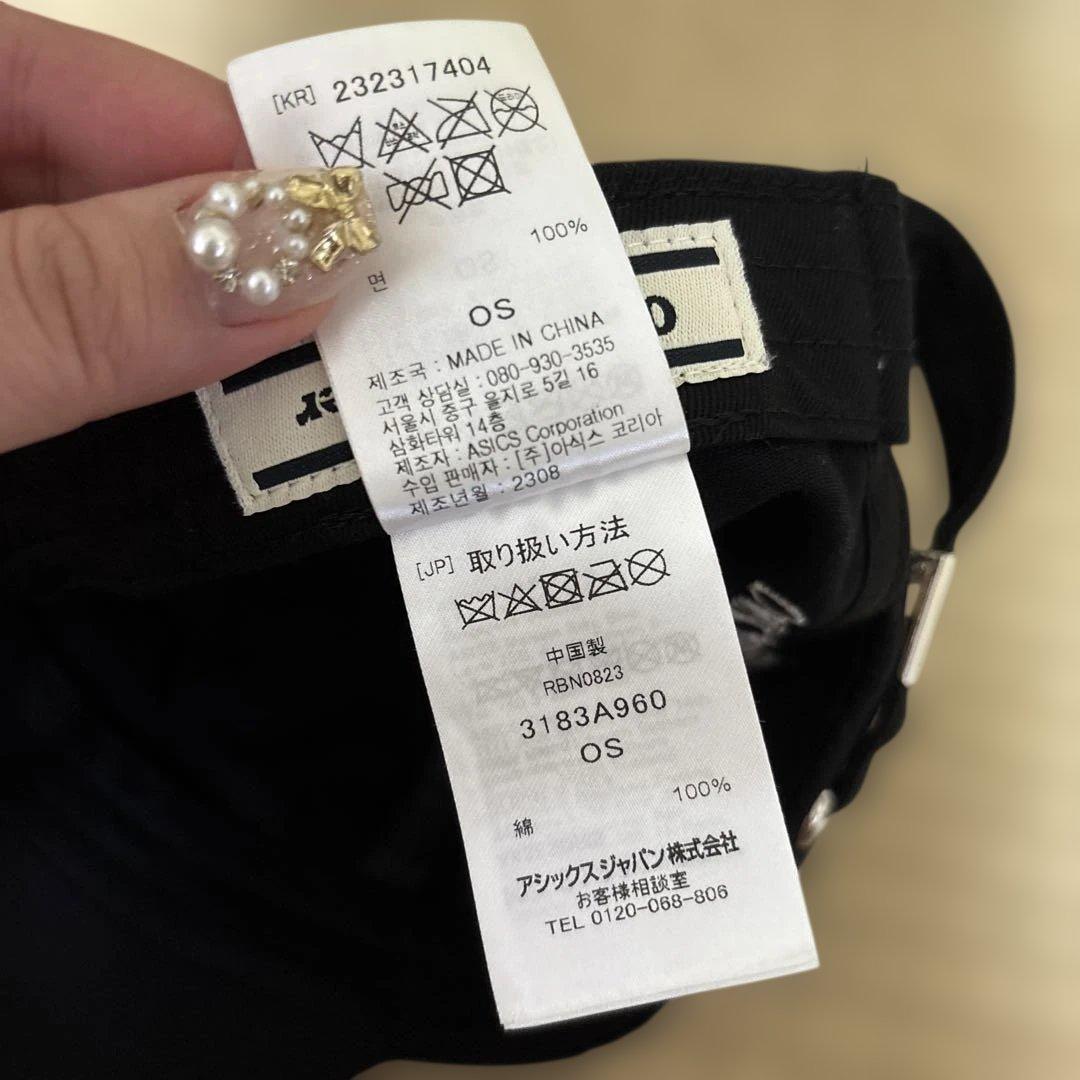 [KR] 232317404
100%
면
OS
제조국 : MADE IN CHINA
고객 상담실 : 080-930-3535
서울시 중구 을지로 5길 16
삼화타워 14층
제조자 : ASICS Corporation
수입 판매자 : [주]아식스 코리아
제조년월 : 2308
[JP] 取り扱い方法
中国製
RBN0823
3183A960
OS
100%
綿
アシックスジャパン株式会社
お客様相談室
TEL 0120-068-806